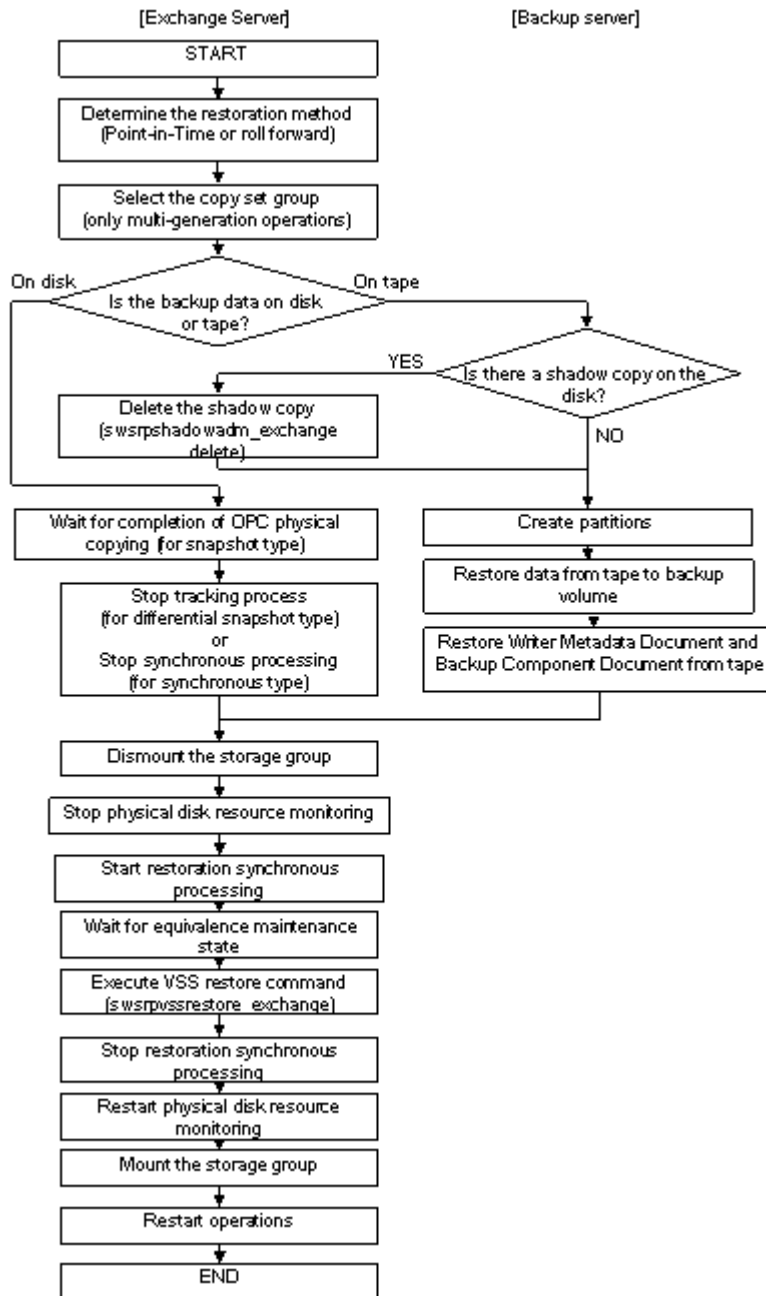 [Exchange Server]
[Backup server]
START
Determine the restoration method
(Point-in-Time or roll forward)
Select the copy set group
(only multi-generation operations)
On disk
On tape
Is the backup data on disk
or tape?
YES
Is there a shadow copy on the
disk?
Delete the shadow copy
(swsrpshadowadm_exchange
delete)
NO
Wait for completion of OPC physical
copying (for snapshot type)
Create partitions
Stop tracking process
(for differential snapshot type)
or
Stop synchronous processing
(for synchronous type)
Restore data from tape to backup
volume
Restore Writer Metadata Document and
Backup Component Document from tape
Dismount the storage group
Stop physical disk resource monitoring
Start restoration synchronous
processing
Wait for equivalence maintenance
state
Execute VSS restore command
(swsrpvssrestore_exchange)
Stop restoration synchronous
processing
Restart physical disk resource
monitoring
Mount the storage group
Restart operations
END